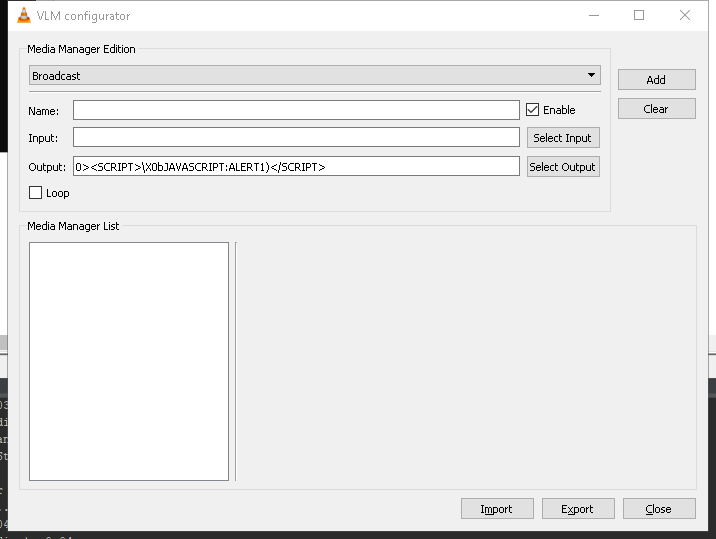 VLM configurator
Media Manager Edition
Broadcast
Add
Name:
Enable
Clear
Input:
Select Input
Output: 0><SCRIPT>\X0bJAVASCRIPT:ALERT1)</SCRIPT>
Select Output
Loop
Media Manager List
Import
Export
Close